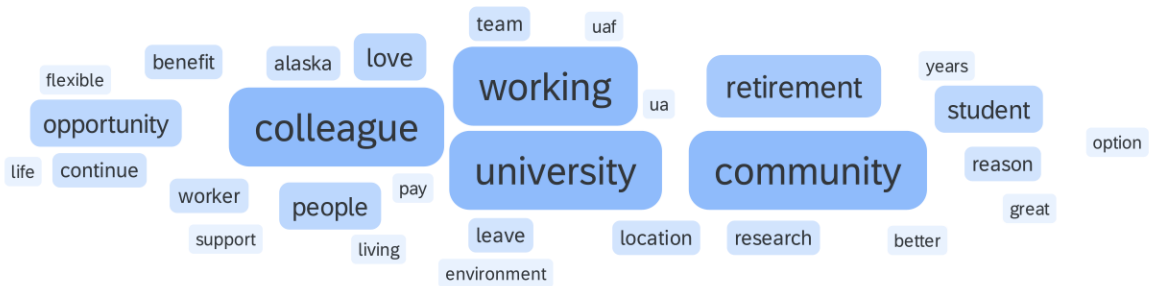 team
uaf
love
benefit
alaska
years
flexible
working
retirement
ua
student
opportunity
colleague
option
university
community
reason
life
continue
worker
people
pay
great
support
living
leave
location
research
better
environment